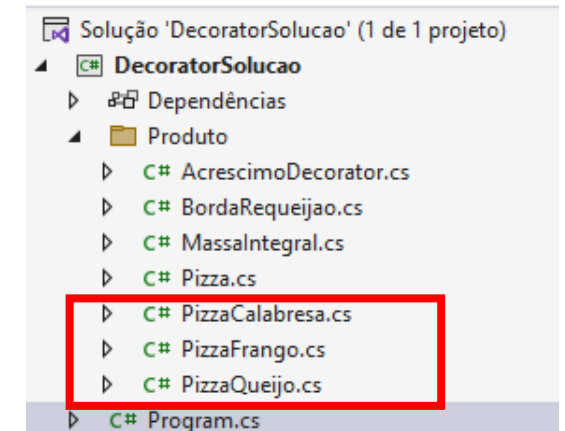 Solução 'DecoratorSolucao' (1 de 1 projeto)
C# DecoratorSolucao
Dependências
Produto
C# AcrescimoDecorator.cs
C# BordaRequeijao.cs
C# MassaIntegral.cs
C# Pizza.cs
C# PizzaCalabresa.cs
C# PizzaFrango.cs
C# PizzaQueijo.cs
C# Program.cs